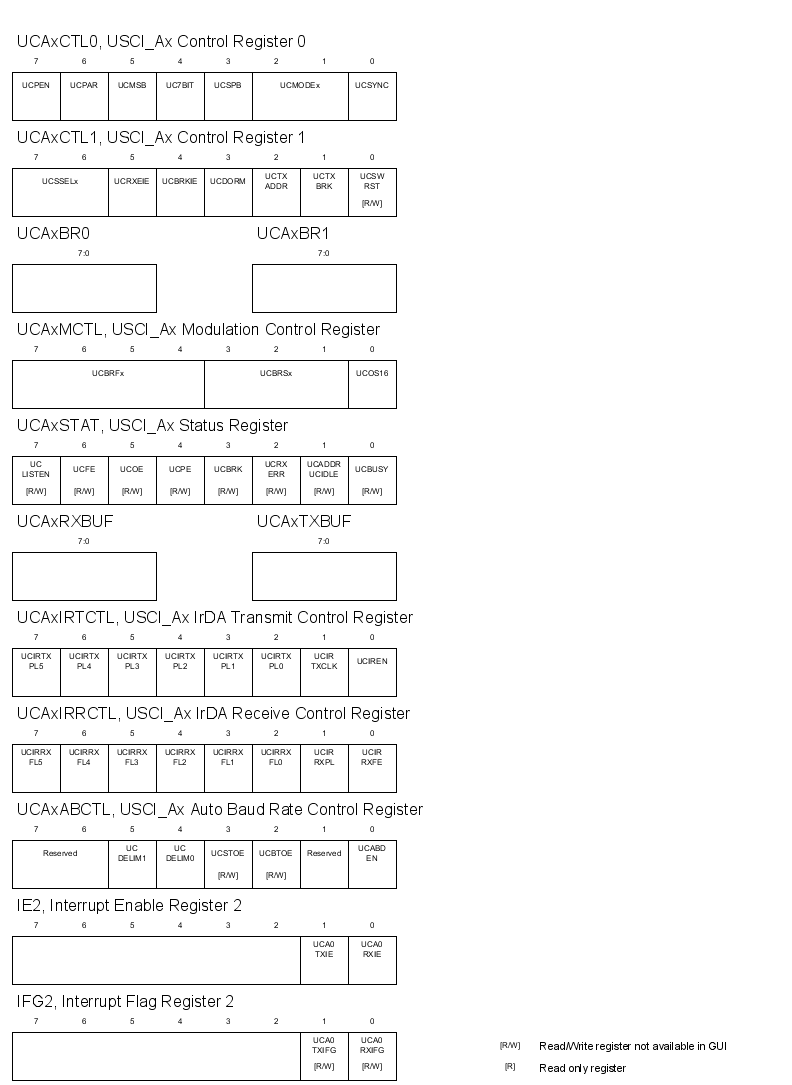 UCAxCTL0, USCI_Ax Control Register 0
7 6 5 4 3 2 1 0
UCPEN UCPAR UCMSB UC7BIT UCSPB UCMODEx UCSYNC
UCAxCTL1, USCI_Ax Control Register 1
7 6 5 4 3 2 1 0
UCSSELx UCRXEIE UCBRKIE UCDORM UCTX UCTX UCSW
ADDR BRK RST
[R/W]
UCAxBR0 UCAxBR1
7:0 7:0
UCAxMCTL, USCI_Ax Modulation Control Register
7 6 5 4 3 2 1 0
UCBRFx UCBRSx UCOS16
UCAxSTAT, USCI_Ax Status Register
7 6 5 4 3 2 1 0
UC UCFE UCOE UCPE UCBRK UCRX UCADDR UCBUSY
LISTEN ERR UCIDLE
[R/W] [R/W] [R/W] [R/W] [R/W] [R/W] [R/W] [R/W]
UCAxRXBUF UCAxTXBUF
7:0 7:0
UCAxIRTCTL, USCI_Ax IrDA Transmit Control Register
7 6 5 4 3 2 1 0
UCIRTX UCIRTX UCIRTX UCIRTX UCIRTX UCIRTX UCIR UCIREN
PL5 PL4 PL3 PL2 PL1 PL0 TXCLK
UCAxIRRCTL, USCI_Ax IrDA Receive Control Register
7 6 5 4 3 2 1 0
UCIRRX UCIRRX UCIRRX UCIRRX UCIRRX UCIRRX UCIR UCIR
FL5 FL4 FL3 FL2 FL1 FL0 RXPL RXFE
UCAxABCTL, USCI_Ax Auto Baud Rate Control Register
7 6 5 4 3 2 1 0
Reserved UC UC UCSTOE UCBTOE Reserved UCABD
DELIM1 DELIM0 EN
[R/W] [R/W]
IE2, Interrupt Enable Register 2
7 6 5 4 3 2 1 0
UCA0 UCA0
TXIE RXIE
IFG2, Interrupt Flag Register 2
7 6 5 4 3 2 1 0
UCA0 UCA0
TXIFG RXIFG
[R/W] [R/W]
[R/W] Read/Write register not available in GUI
[R] Read only register